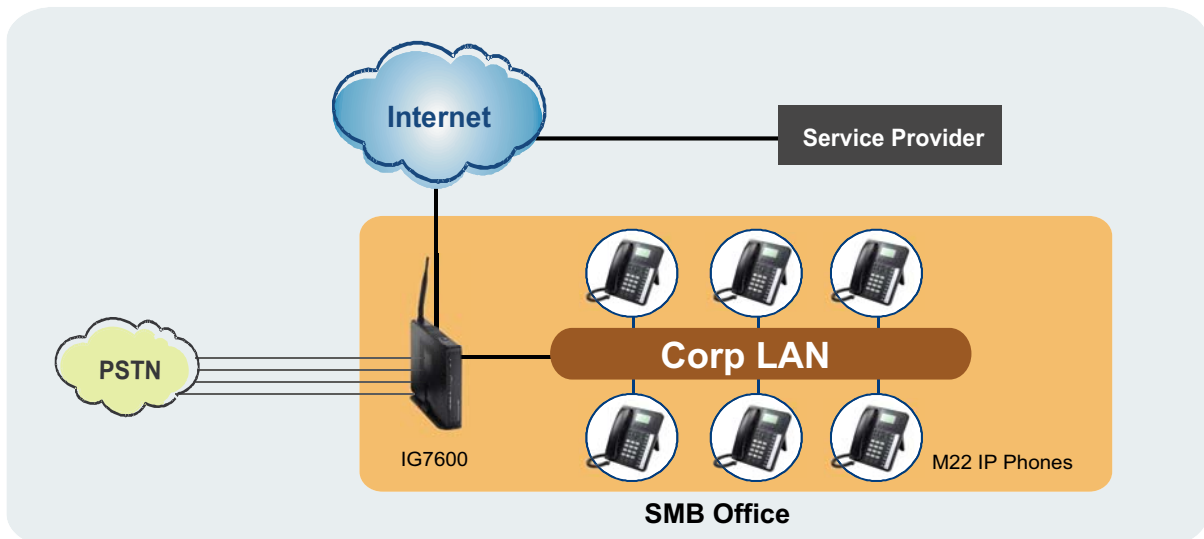 Internet
Service Provider
Corp LAN
PSTN
IG7600
M22 IP Phones
SMB Office